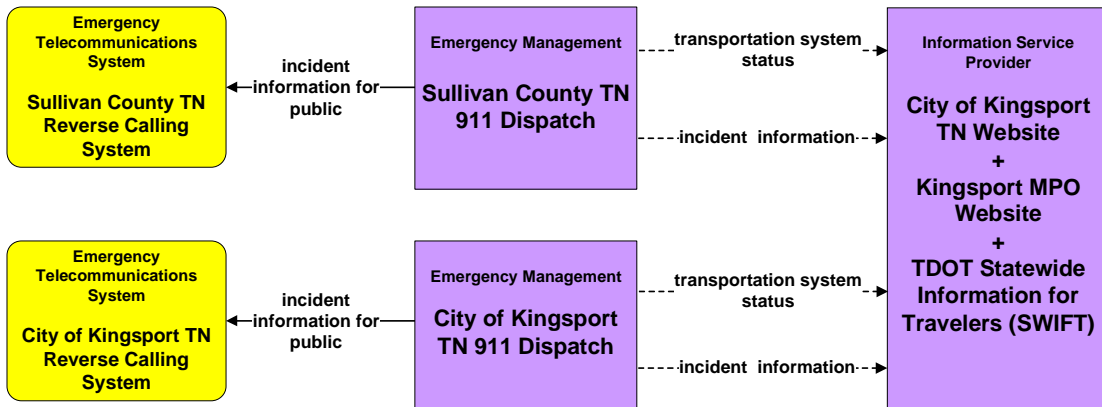 Emergency
Telecommunications
System
Sullivan County TN
Reverse Calling
System
incident
information for
public
Emergency Management
Sullivan County TN
911 Dispatch
transportation system
status
incident information
Information Service
Provider
City of Kingsport
TN Website
+
Kingsport MPO
Website
+
TDOT Statewide
Information for
Travelers (SWIFT)
Emergency
Telecommunications
System
City of Kingsport TN
Reverse Calling
System
incident
information for
public
Emergency Management
City of Kingsport
TN 911 Dispatch
transportation system
status
incident information